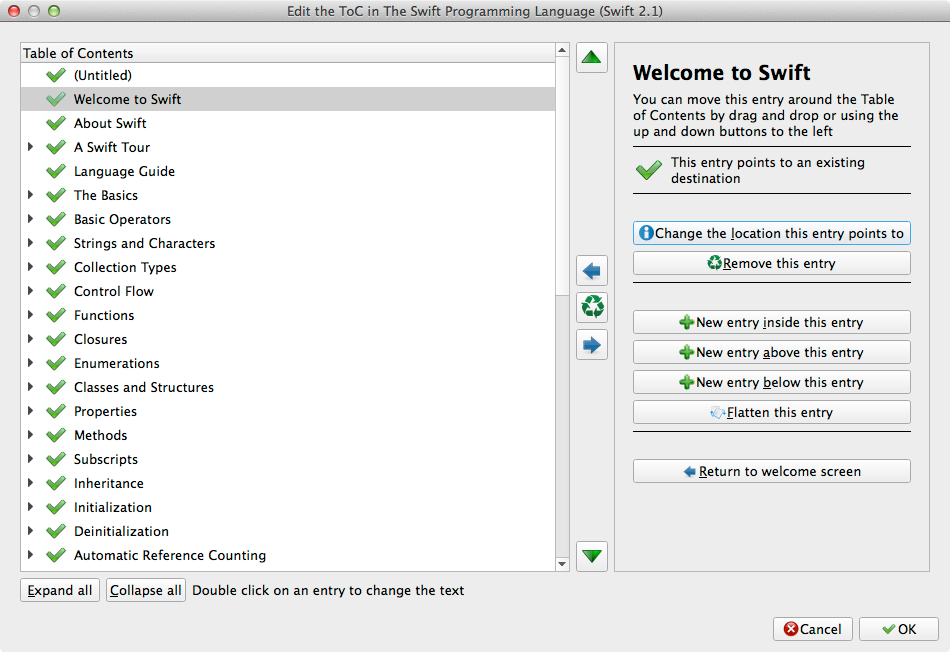 Edit the ToC in The Swift Programming Language (Swift 2.1)
Table of Contents
(Untitled)
Welcome to Swift
About Swift
A Swift Tour
Language Guide
The Basics
Basic Operators
Strings and Characters
Collection Types
Control Flow
Functions
Closures
Enumerations
Classes and Structures
Properties
Methods
Subscripts
Inheritance
Initialization
Deinitialization
Automatic Reference Counting
Expand all
Collapse all
Double click on an entry to change the text
Welcome to Swift
You can move this entry around the Table
of Contents by drag and drop or using the
up and down buttons to the left
This entry points to an existing
destination
Change the location this entry points to
Remove this entry
New entry inside this entry
New entry above this entry
New entry below this entry
Flatten this entry
Return to welcome screen
Cancel
OK